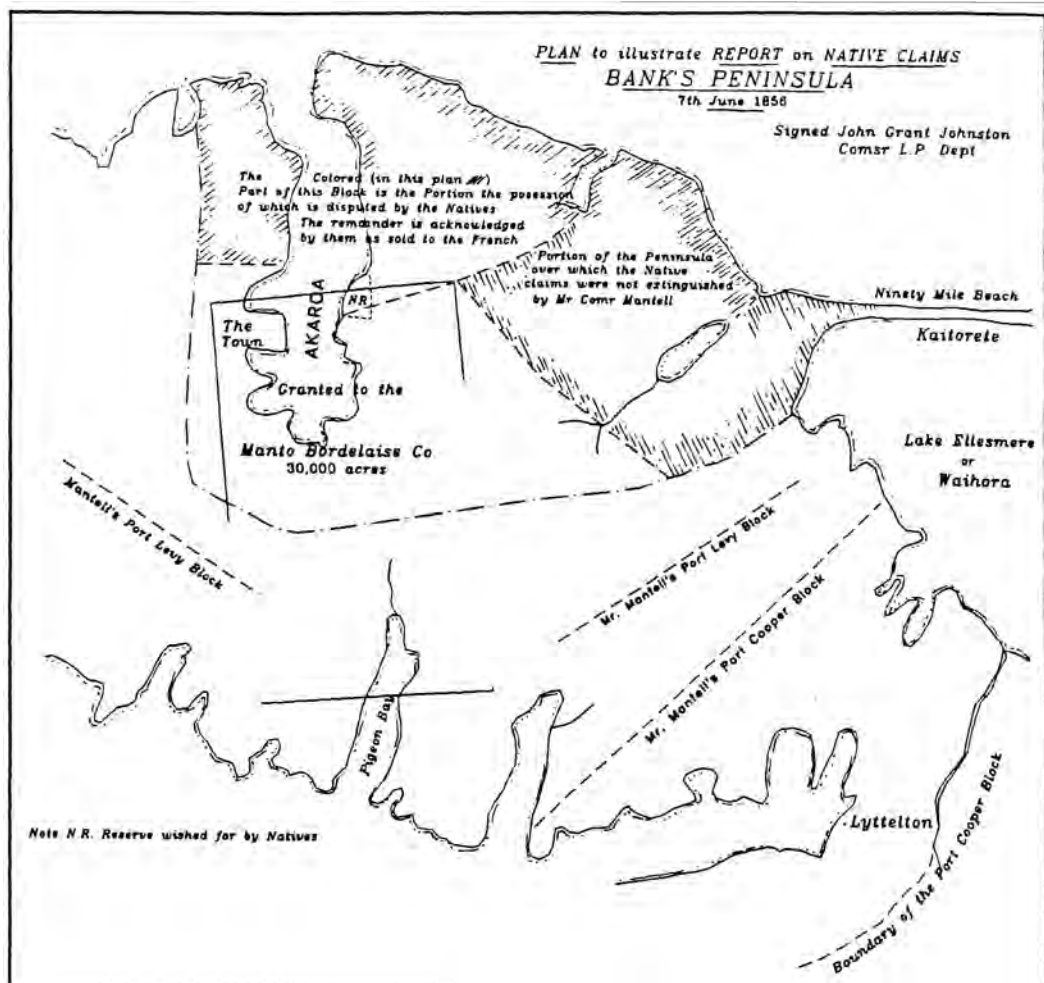 PLAN to illustrate REPORT on NATIVE CLAIMS
BANK'S PENINSULA
7th June 1856
Signed John Grant Johnston
Comsr L.P. Dept
The Colored (in this plan
Part of this Block is the Portion the posession
of which is disputed by the Natives
The remainder is acknowledged
by them as sold to the French
Portion of the Peninsula
over which the Native
claims were not extinguished
by Mr Comr Mantell
Ninety Mile Beach
Kaitorete
N R.
AKAROA
The
Town
Granted to the
Manto Bordelaise Co
30,000 acres
Lake Ellesmere
or
Waihora
Mantell's Port Levy Block
Mr. Mantell's Port Levy Block
Mr. Mantell's Port Cooper Block
Pigeon Bay
Lyttelton
Note N.R. Reserve wished for by Natives
Boundary of the Port Cooper Block